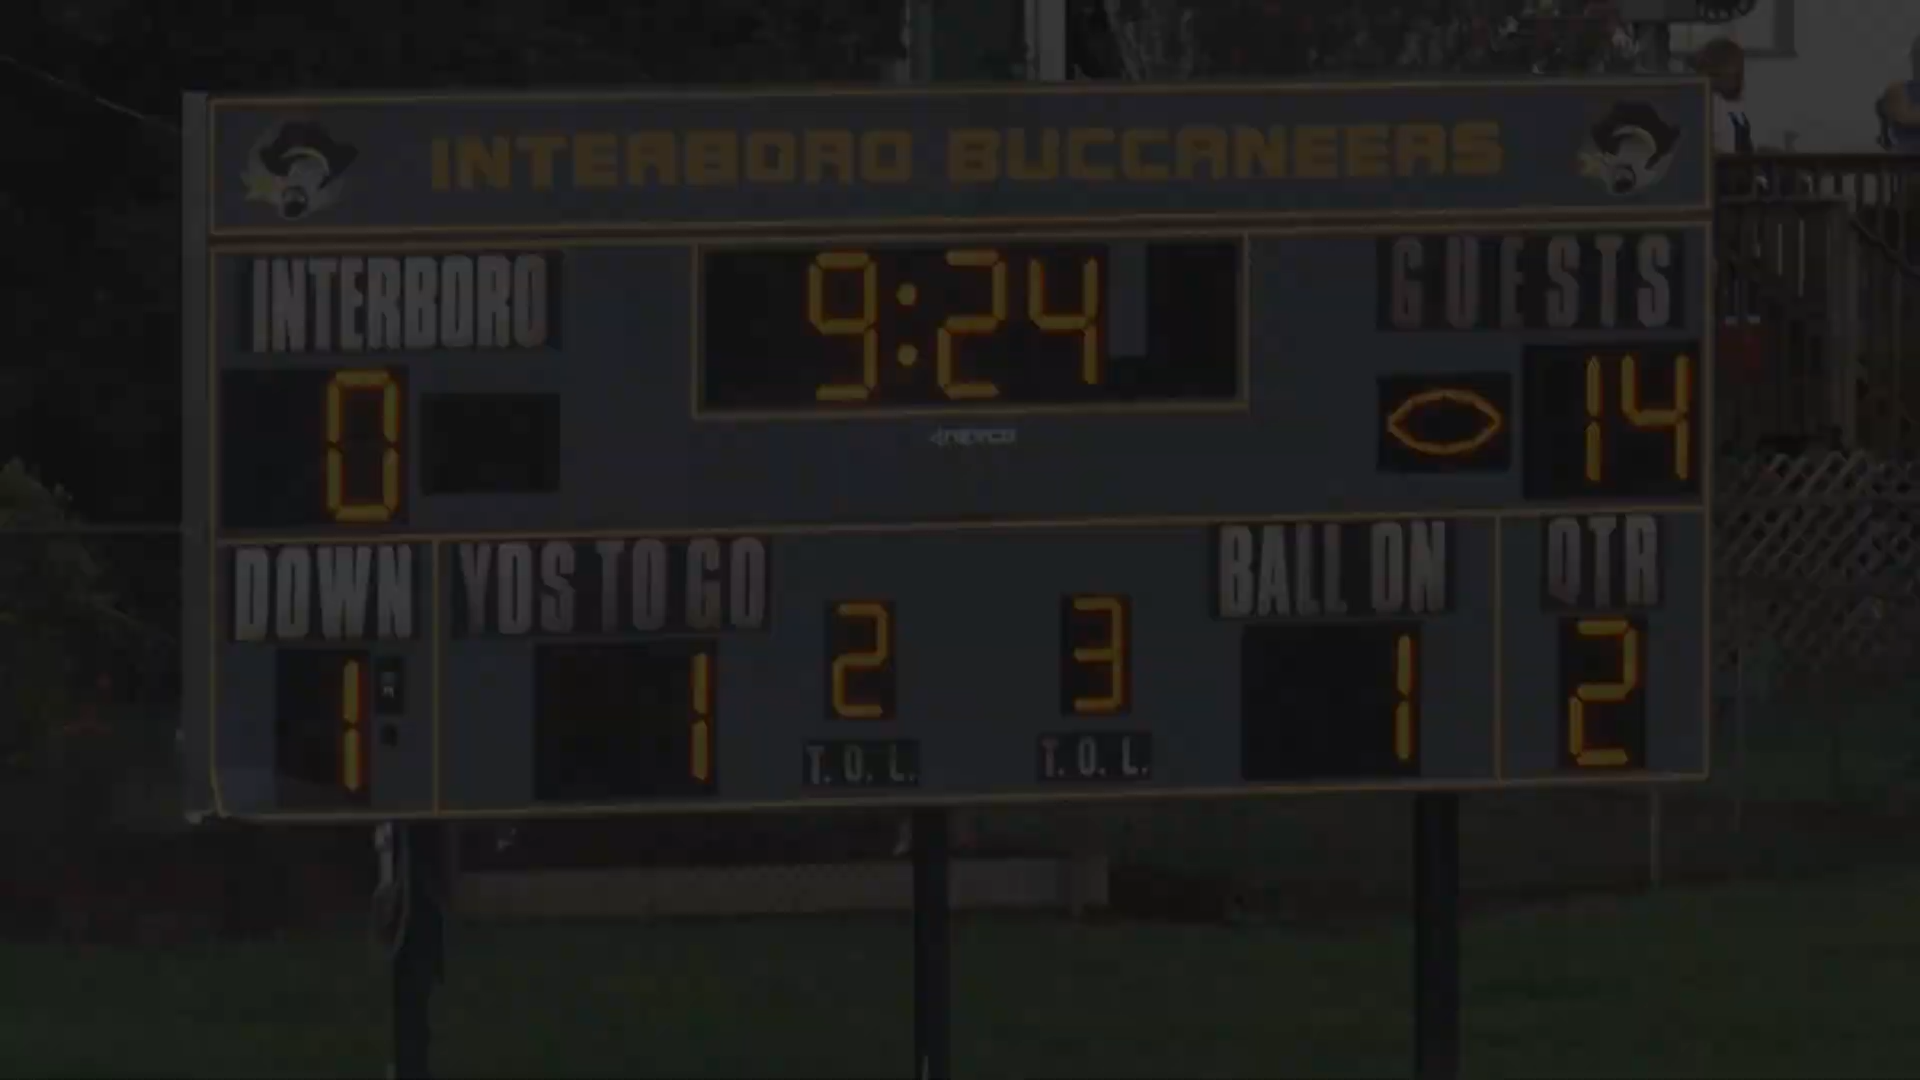 INTERBORO BUCCANEERS
INTERBORO
9:24
GUESTS
0
14
NEVCO
DOWN
YDS TO GO
BALL ON
QTR
1
1
2
3
1
2
T.O.L.
T.O.L.